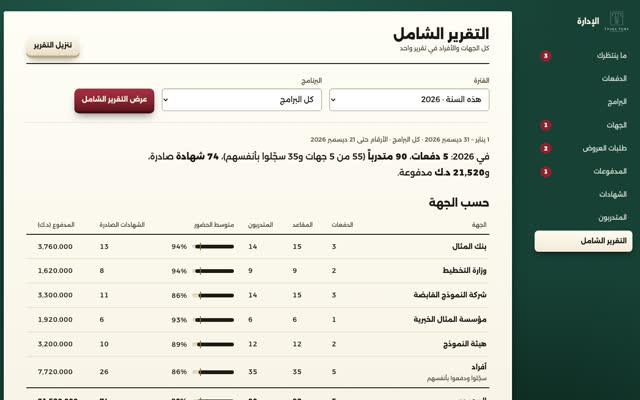 THIQA TURK
الإدارة
ما ينتظرك 3
الدفعات
البرامج
الجهات 1
طلبات العروض 2
المدفوعات 1
الشهادات
المتدربون
التقرير الشامل
التقرير الشامل
كل الجهات والأفراد في تقرير واحد
تنزيل التقرير
الفترة
هذه السنة · 2026
البرنامج
كل البرامج
عرض التقرير الشامل
1 يناير – 31 ديسمبر 2026 · كل البرامج · الأرقام حتى 21 ديسمبر 2026
في 2026: 5 دفعات، 90 متدرباً (55 من 5 جهات و35 سجّلوا بأنفسهم)، 74 شهادة صادرة،
و21,520 د.ك مدفوعة.
حسب الجهة
الجهة الدفعات المقاعد المتدربون متوسط الحضور الشهادات الصادرة المدفوع (د.ك)
بنك المثال 3 15 14 94% 13 3,760.000
وزارة التخطيط 2 9 9 94% 8 1,620.000
شركة النموذج القابضة 3 15 14 86% 11 3,300.000
مؤسسة المثال الخيرية 1 6 6 93% 6 1,920.000
هيئة النموذج 2 12 12 89% 10 3,200.000
أفراد 5 35 35 86% 26 7,720.000
سجّلوا ودفعوا بأنفسهم